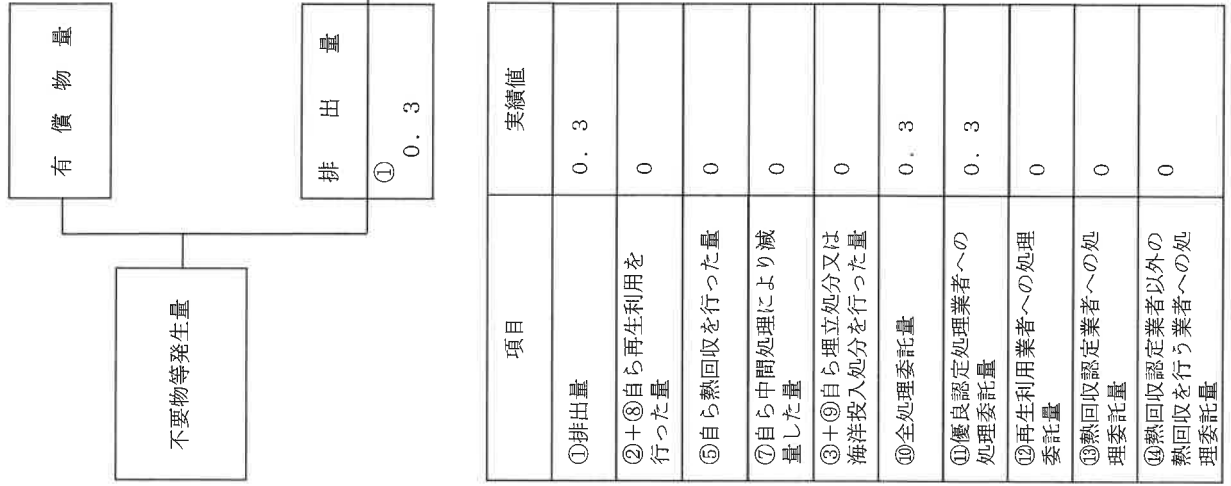 不要物等発生量
有償物量
排出量
①
0.3
項目 実績値
①排出量 0.3
②+⑧自ら再生利用を
行った量 0
⑤自ら熱回収を行った量 0
⑦自ら中間処理により減
量した量 0
③+⑨自ら埋立処分又は
海洋投入処分を行った量 0
⑩全処理委託量 0.3
⑪優良認定処理業者への
処理委託量 0.3
⑫再生利用業者への処理
委託量 0
⑬熱回収認定業者への処
理委託量 0
⑭熱回収認定業者以外の
熱回収を行う業者への処
理委託量 0